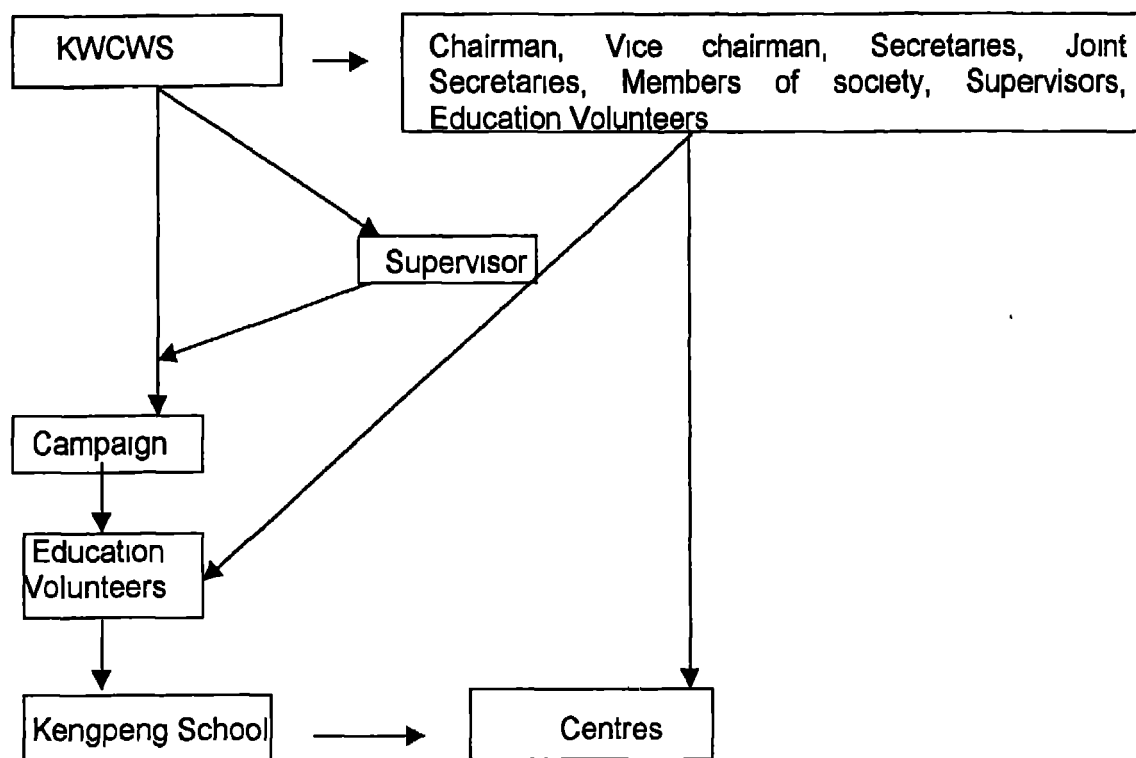 KWCWS
Chairman, Vice chairman, Secretaries, Joint
Secretaries, Members of society, Supervisors,
Education Volunteers
Supervisor
Campaign
Education
Volunteers
Kengpeng School
Centres